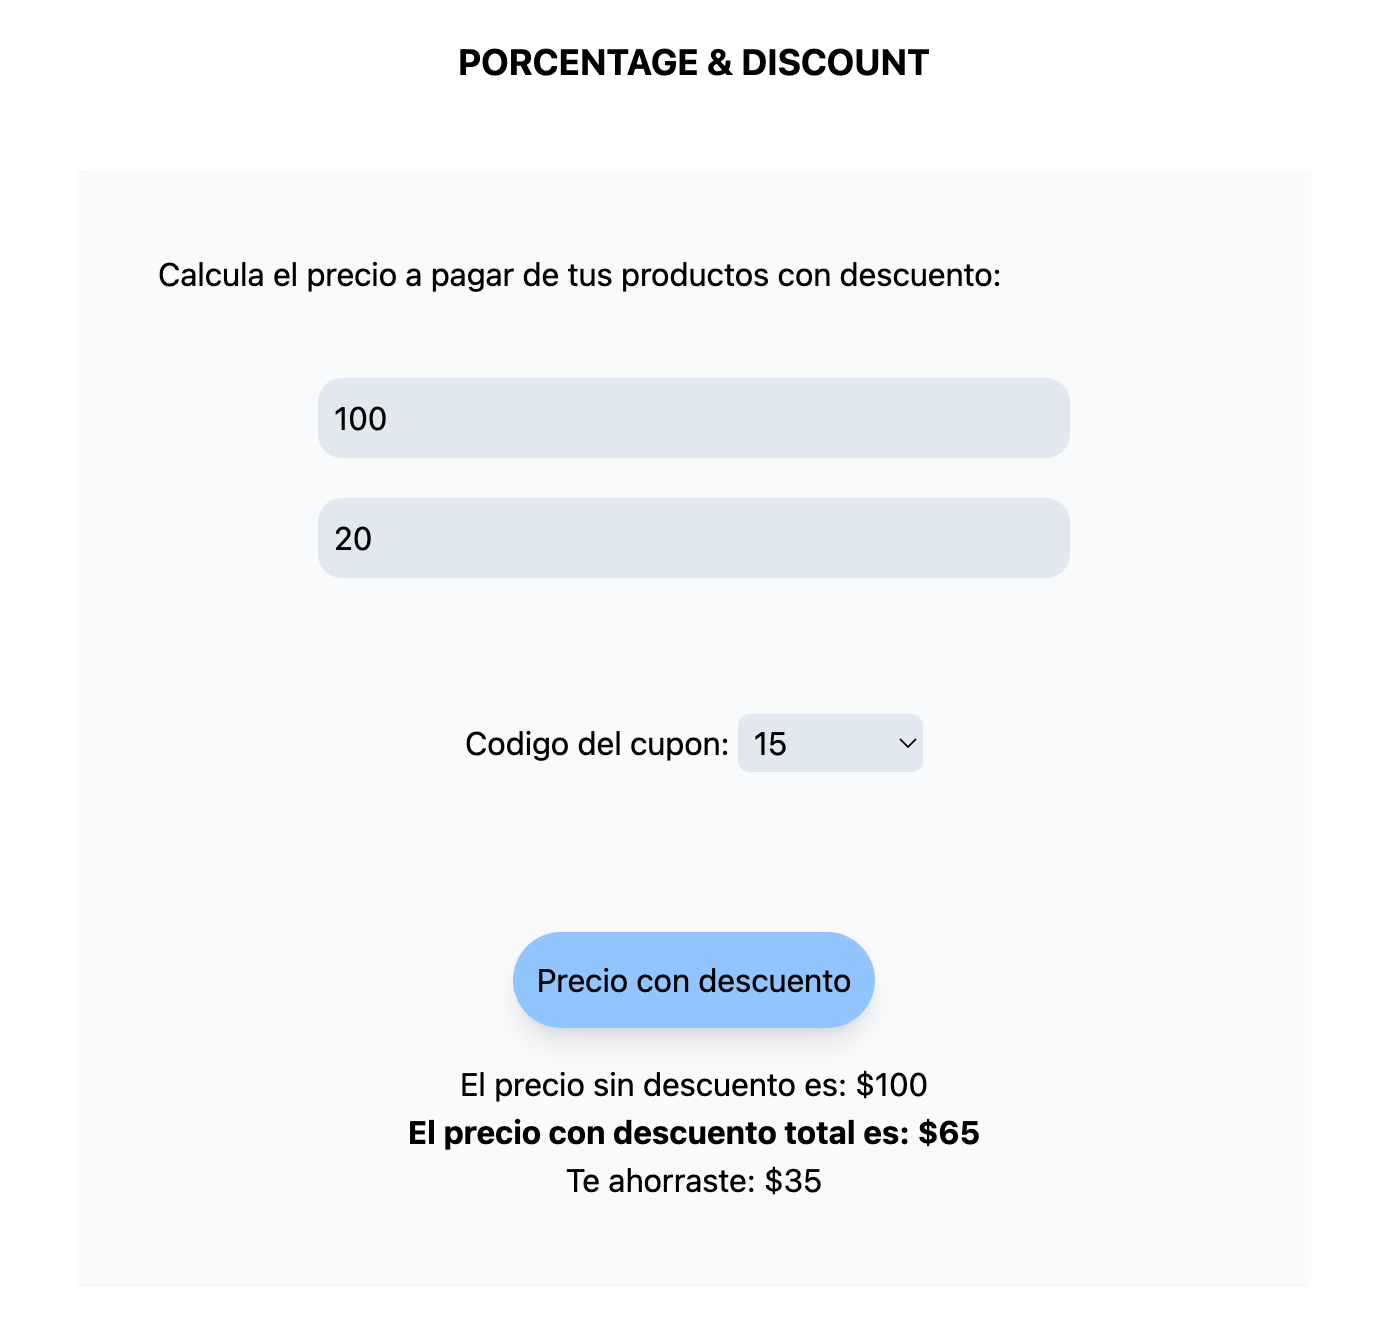 PORCENTAGE & DISCOUNT
Calcula el precio a pagar de tus productos con descuento:
100
20
Codigo del cupon: 15
Precio con descuento
El precio sin descuento es: $100
El precio con descuento total es: $65
Te ahorraste: $35